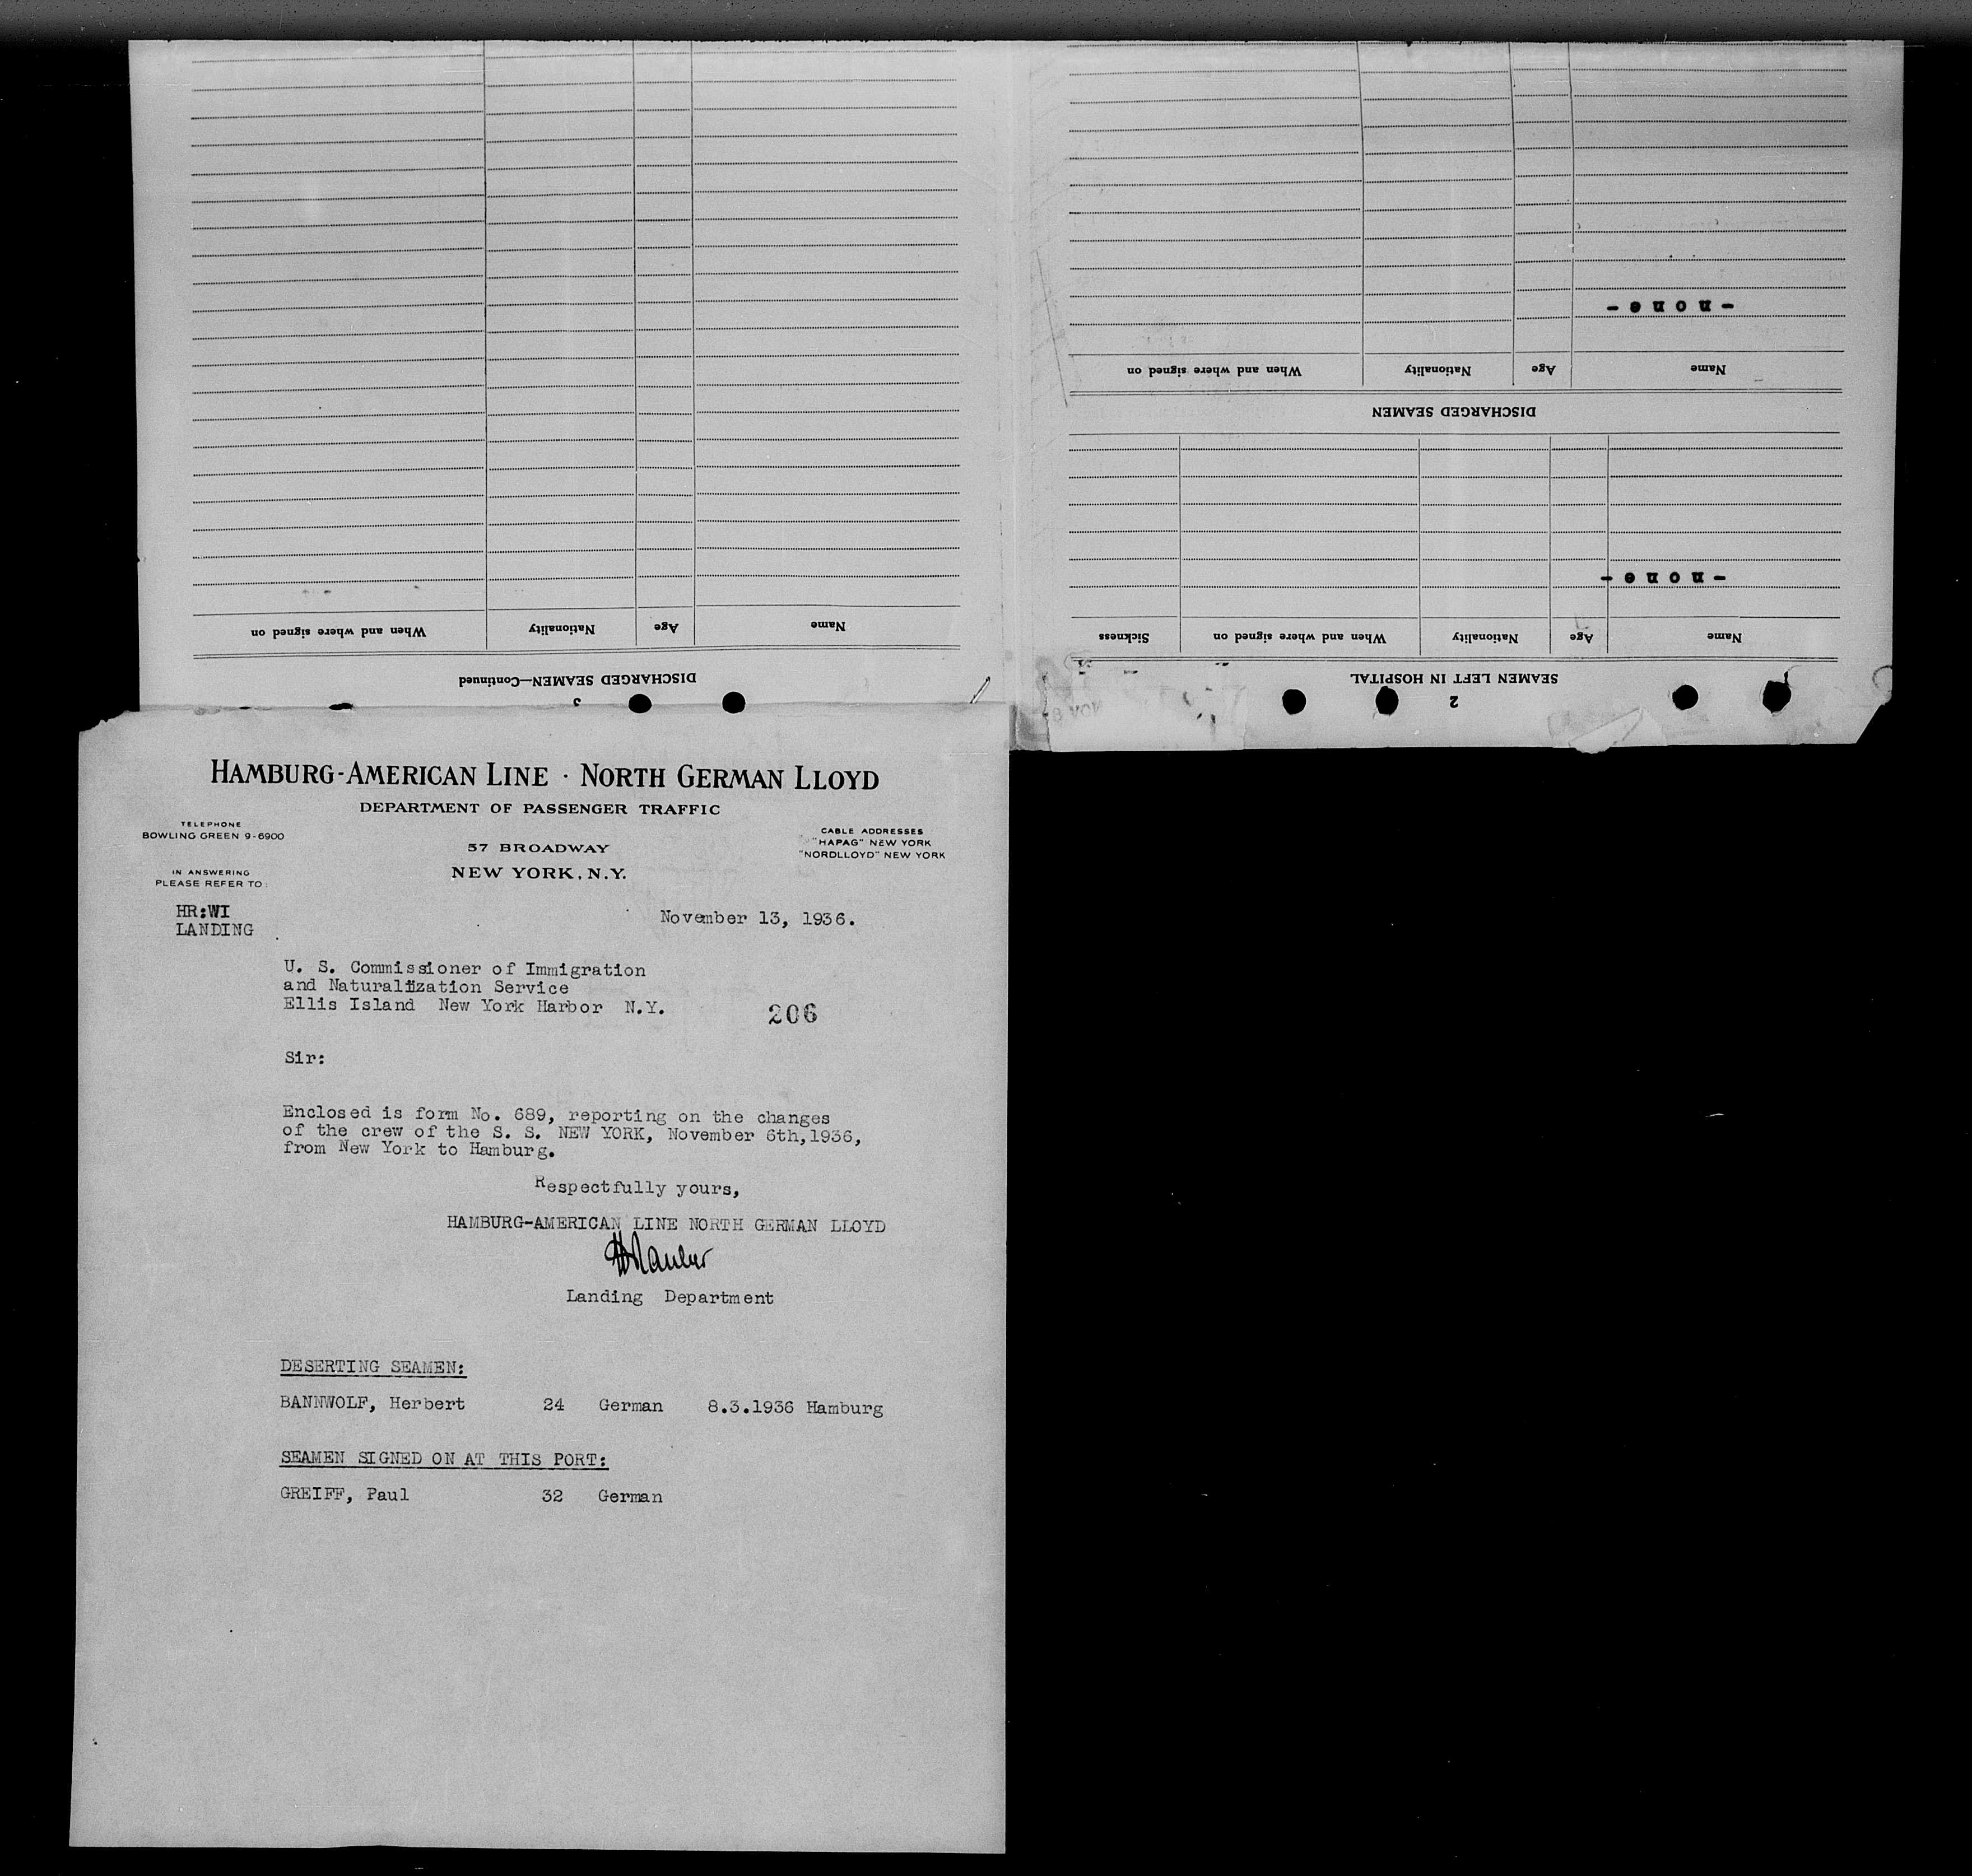 DISCHARGED SEAMEN—Continued
Name Age Nationality When and where signed on
2
SEAMEN LEFT IN HOSPITAL
Name Age Nationality When and where signed on Sickness
-none-
DISCHARGED SEAMEN
Name Age Nationality When and where signed on
-none-
HAMBURG-AMERICAN LINE · NORTH GERMAN LLOYD
DEPARTMENT OF PASSENGER TRAFFIC
TELEPHONE
BOWLING GREEN 9-6900
57 BROADWAY
NEW YORK, N.Y.
CABLE ADDRESSES
"HAPAG" NEW YORK
"NORDLLOYD" NEW YORK
IN ANSWERING
PLEASE REFER TO:
HR:WI
LANDING
November 13, 1936.
U. S. Commissioner of Immigration
and Naturalization Service
Ellis Island New York Harbor N.Y.
206
Sir:
Enclosed is form No. 689, reporting on the changes
of the crew of the S. S. NEW YORK, November 6th,1936,
from New York to Hamburg.
Respectfully yours,
HAMBURG-AMERICAN LINE NORTH GERMAN LLOYD
Landing Department
DESERTING SEAMEN:
BANNWOLF, Herbert 24 German 8.3.1936 Hamburg
SEAMEN SIGNED ON AT THIS PORT:
GREIFF, Paul 32 German